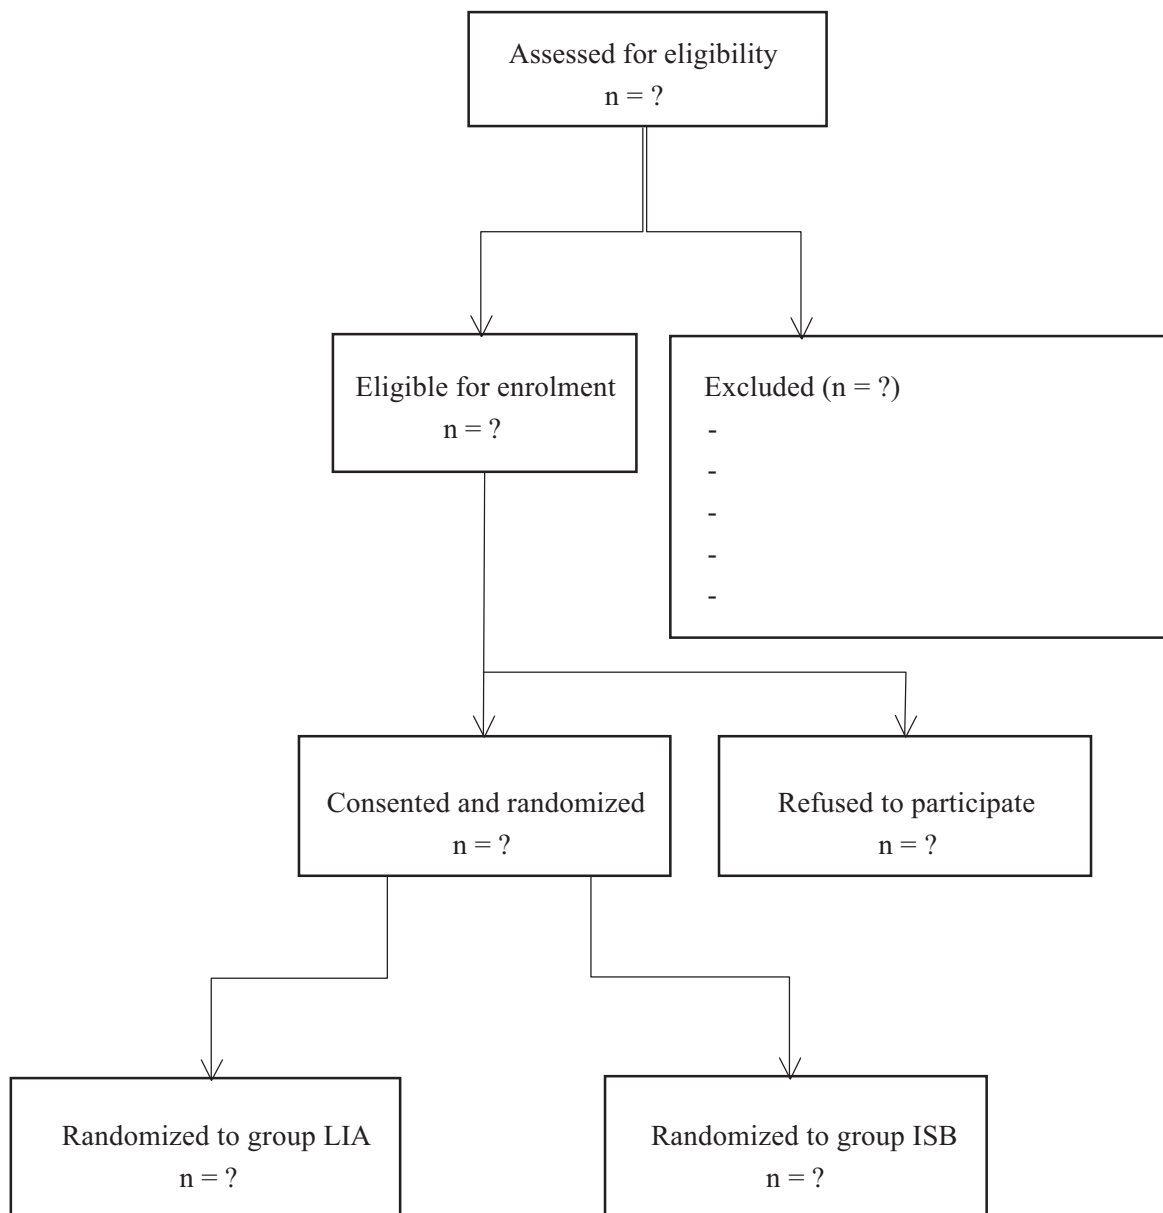 Assessed for eligibility
n = ?
Eligible for enrolment
n = ?
Excluded (n = ?)
-
-
-
-
-
Consented and randomized
n = ?
Refused to participate
n = ?
Randomized to group LIA
n = ?
Randomized to group ISB
n = ?